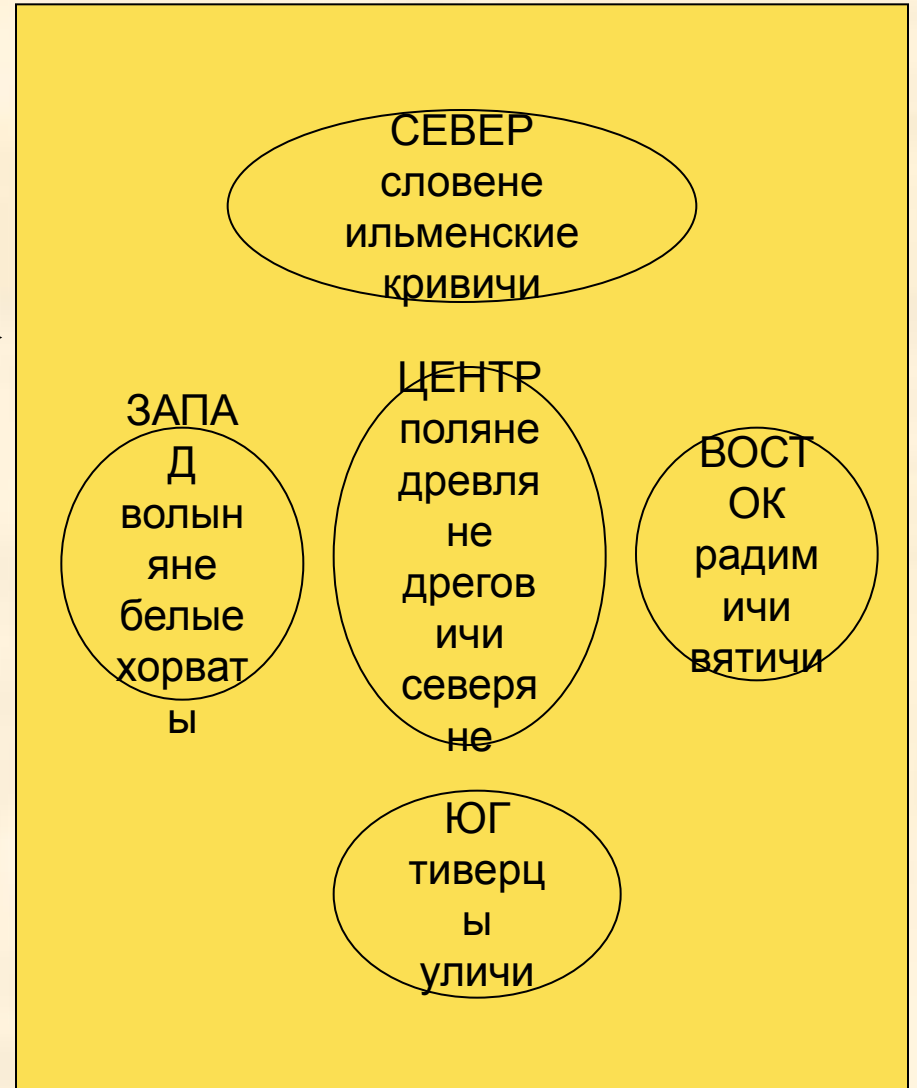 СЕВЕР
словене
ильменские
кривичи
ЗАПА
Д
волын
яне
белые
хорват
ы
ЦЕНТР
поляне
древля
не
дрегов
ичи
северя
не
ВОСТ
ОК
радим
ичи
вятичи
ЮГ
тиверц
ы
уличи